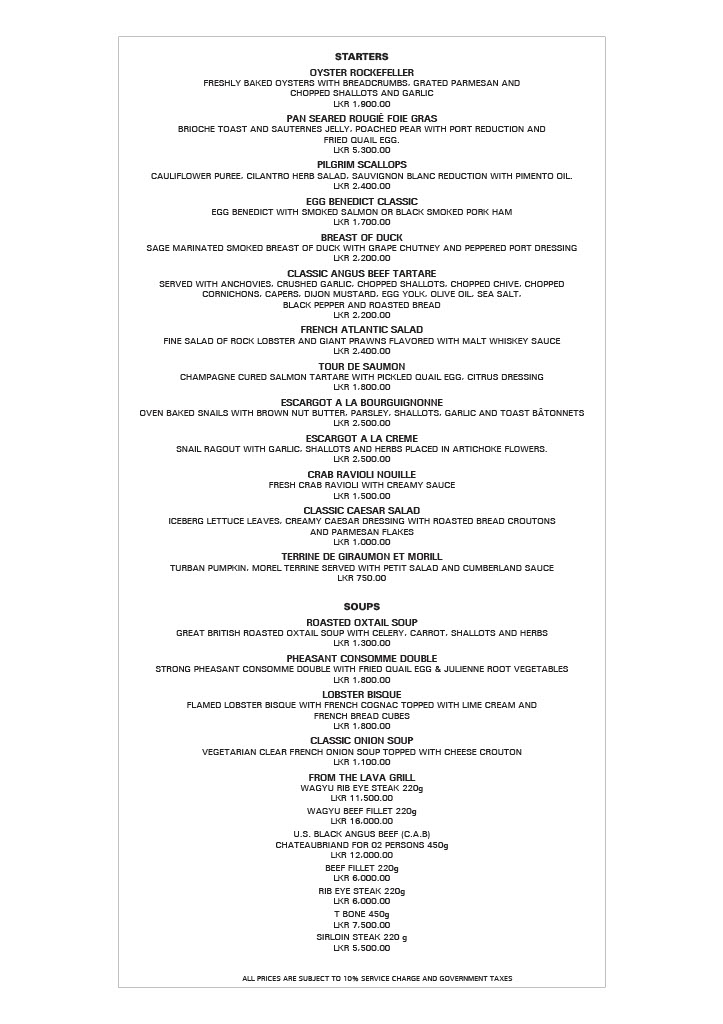 STARTERS
OYSTER ROCKEFELLER
FRESHLY BAKED OYSTERS WITH BREADCRUMBS, GRATED PARMESAN AND
CHOPPED SHALLOTS AND GARLIC
LKR 1,900.00
PAN SEARED ROUGIÉ FOIE GRAS
BRIOCHE TOAST AND SAUTERNES JELLY, POACHED PEAR WITH PORT REDUCTION AND
FRIED QUAIL EGG.
LKR 5,300.00
PILGRIM SCALLOPS
CAULIFLOWER PUREE, CILANTRO HERB SALAD, SAUVIGNON BLANC REDUCTION WITH PIMENTO OIL.
LKR 2,400.00
EGG BENEDICT CLASSIC
EGG BENEDICT WITH SMOKED SALMON OR BLACK SMOKED PORK HAM
LKR 1,700.00
BREAST OF DUCK
SAGE MARINATED SMOKED BREAST OF DUCK WITH GRAPE CHUTNEY AND PEPPERED PORT DRESSING
LKR 2,200.00
CLASSIC ANGUS BEEF TARTARE
SERVED WITH ANCHOVIES, CRUSHED GARLIC, CHOPPED SHALLOTS, CHOPPED CHIVE, CHOPPED
CORNICHONS, CAPERS, DIJON MUSTARD, EGG YOLK, OLIVE OIL, SEA SALT,
BLACK PEPPER AND ROASTED BREAD
LKR 2,200.00
FRENCH ATLANTIC SALAD
FINE SALAD OF ROCK LOBSTER AND GIANT PRAWNS FLAVORED WITH MALT WHISKEY SAUCE
LKR 2,400.00
TOUR DE SAUMON
CHAMPAGNE CURED SALMON TARTARE WITH PICKLED QUAIL EGG, CITRUS DRESSING
LKR 1,800.00
ESCARGOT A LA BOURGUIGNONNE
OVEN BAKED SNAILS WITH BROWN NUT BUTTER, PARSLEY, SHALLOTS, GARLIC AND TOAST BÂTONNETS
LKR 2,500.00
ESCARGOT A LA CREME
SNAIL RAGOUT WITH GARLIC, SHALLOTS AND HERBS PLACED IN ARTICHOKE FLOWERS.
LKR 2,500.00
CRAB RAVIOLI NOUILLE
FRESH CRAB RAVIOLI WITH CREAMY SAUCE
LKR 1,500.00
CLASSIC CAESAR SALAD
ICEBERG LETTUCE LEAVES, CREAMY CAESAR DRESSING WITH ROASTED BREAD CROUTONS
AND PARMESAN FLAKES
LKR 1,000.00
TERRINE DE GIRAUMON ET MORILL
TURBAN PUMPKIN, MOREL TERRINE SERVED WITH PETIT SALAD AND CUMBERLAND SAUCE
LKR 750.00
SOUPS
ROASTED OXTAIL SOUP
GREAT BRITISH ROASTED OXTAIL SOUP WITH CELERY, CARROT, SHALLOTS AND HERBS
LKR 1,300.00
PHEASANT CONSOMME DOUBLE
STRONG PHEASANT CONSOMME DOUBLE WITH FRIED QUAIL EGG & JULIENNE ROOT VEGETABLES
LKR 1,800.00
LOBSTER BISQUE
FLAMED LOBSTER BISQUE WITH FRENCH COGNAC TOPPED WITH LIME CREAM AND
FRENCH BREAD CUBES
LKR 1,800.00
CLASSIC ONION SOUP
VEGETARIAN CLEAR FRENCH ONION SOUP TOPPED WITH CHEESE CROUTON
LKR 1,100.00
FROM THE LAVA GRILL
WAGYU RIB EYE STEAK 220g
LKR 11,500.00
WAGYU BEEF FILLET 220g
LKR 16,000.00
U.S. BLACK ANGUS BEEF (C.A.B)
CHATEAUBRIAND FOR 02 PERSONS 450g
LKR 12,000.00
BEEF FILLET 220g
LKR 6,000.00
RIB EYE STEAK 220g
LKR 6,000.00
T BONE 450g
LKR 7,500.00
SIRLOIN STEAK 220 g
LKR 5,500.00
ALL PRICES ARE SUBJECT TO 10% SERVICE CHARGE AND GOVERNMENT TAXES